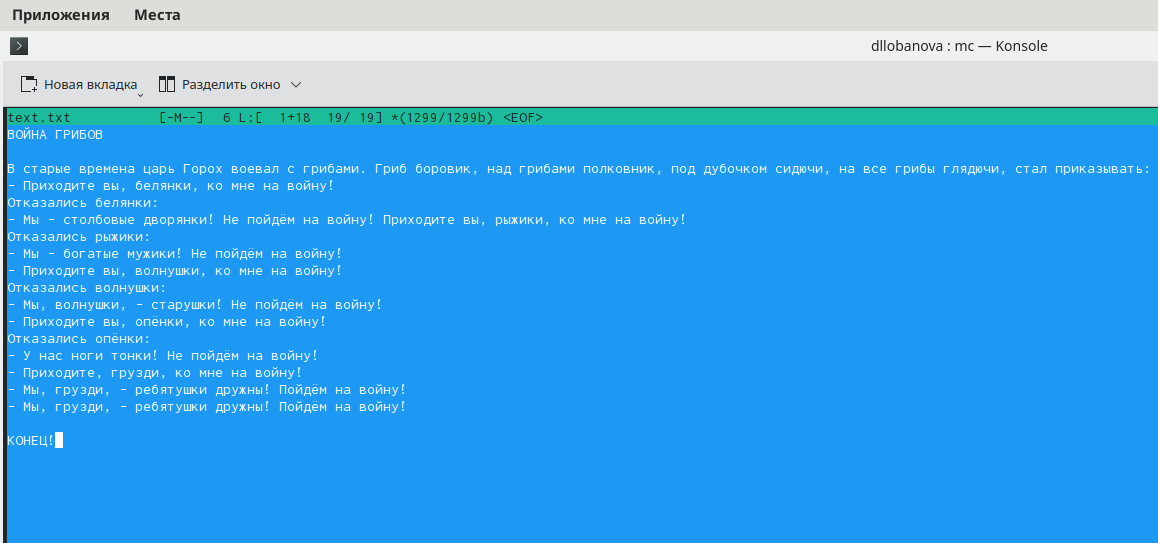 Приложения Места
dllobanova : mc — Konsole
Новая вкладка Разделить окно
text.txt [-M--] 6 L:[ 1+18 19/ 19] *(1299/1299b) <EOF>
ВОЙНА ГРИБОВ
В старые времена царь Горох воевал с грибами. Гриб боровик, над грибами полковник, под дубочком сидючи, на все грибы глядючи, стал приказывать:
- Приходите вы, белянки, ко мне на войну!
Отказались белянки:
- Мы - столбовые дворянки! Не пойдём на войну! Приходите вы, рыжики, ко мне на войну!
Отказались рыжики:
- Мы - богатые мужики! Не пойдём на войну!
- Приходите вы, волнушки, ко мне на войну!
Отказались волнушки:
- Мы, волнушки, - старушки! Не пойдём на войну!
- Приходите вы, опёнки, ко мне на войну!
Отказались опёнки:
- У нас ноги тонки! Не пойдём на войну!
- Приходите, грузди, ко мне на войну!
- Мы, грузди, - ребятушки дружны! Пойдём на войну!
- Мы, грузди, - ребятушки дружны! Пойдём на войну!
КОНЕЦ!